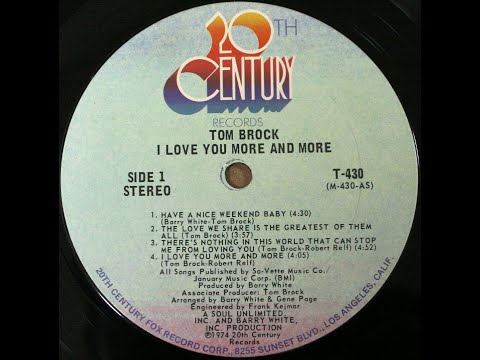 20TH
CENTURY
RECORDS
TOM BROCK
I LOVE YOU MORE AND MORE
SIDE 1
STEREO
T-430
(M-430-AS)
1. HAVE A NICE WEEKEND BABY (4:30)
(Barry White-Tom Brock)
2. THE LOVE WE SHARE IS THE GREATEST OF THEM
ALL (Tom Brock) (3:57)
3. THERE'S NOTHING IN THIS WORLD THAT CAN STOP
ME FROM LOVING YOU (Tom Brock-Robert Relf) (4:52)
4. I LOVE YOU MORE AND MORE (4:05)
(Tom Brock-Robert Relf)
All Songs Published by Sa-Vette Music Co./
January Music Corp. (BMI)
Produced by Barry White
Associate Producer: Tom Brock
Arranged by Barry White & Gene Page
Engineered by Frank Kejmar
A SOUL UNLIMITED,
INC. AND BARRY WHITE,
INC. PRODUCTION
℗1974 20th Century
Records
20TH CENTURY FOX RECORD CORP., 8255 SUNSET BLVD., LOS ANGELES, CALIF.